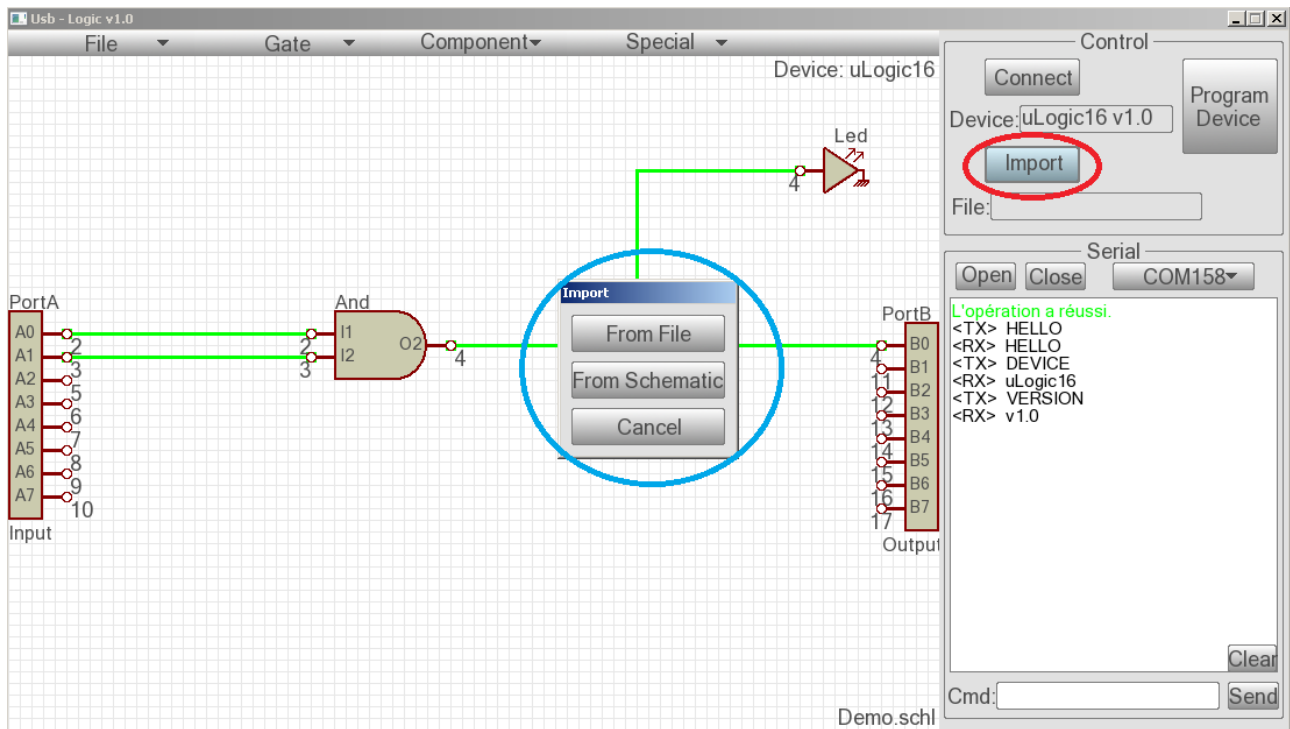 Usb - Logic v1.0
File Gate Component Special
Device: uLogic16
Control
Connect
Program
Device
Device: uLogic16 v1.0
Import
File:
Serial
Open Close COM158
L'opération a réussi.
<TX> HELLO
<RX> HELLO
<TX> DEVICE
<RX> uLogic16
<TX> VERSION
<RX> v1.0
Clear
Cmd: Send
Led
4
PortA
A0 2
A1 3
A2 5
A3 6
A4 7
A5 8
A6 9
A7 10
Input
And
2 I1
3 I2
O2 4
Import
From File
From Schematic
Cancel
PortB
4 B0
11 B1
12 B2
13 B3
14 B4
15 B5
16 B6
17 B7
Output
Demo.schl